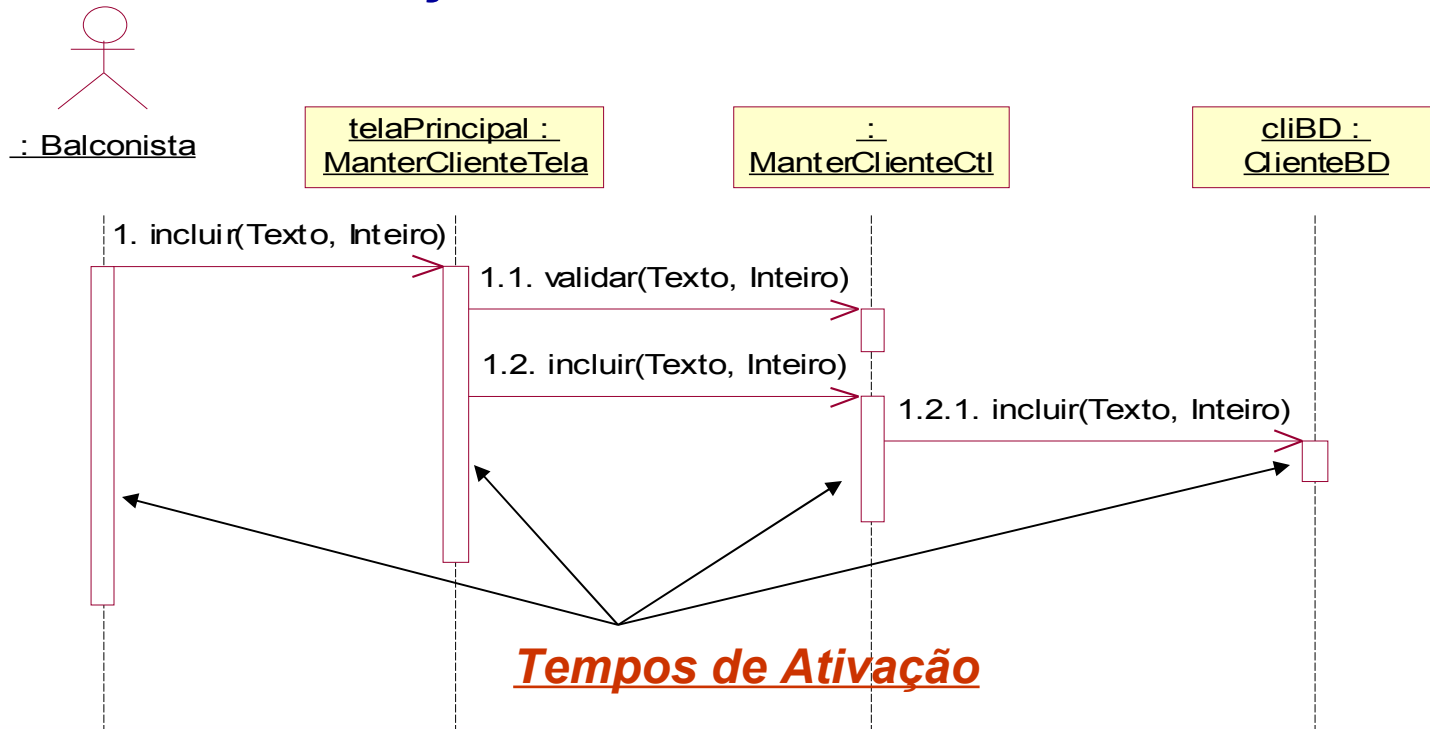 : Balconista
telaPrincipal :
ManterClienteTela
:
ManterClienteCtl
cliBD :
ClienteBD
1. incluir(Texto, Inteiro)
1.1. validar(Texto, Inteiro)
1.2. incluir(Texto, Inteiro)
1.2.1. incluir(Texto, Inteiro)
Tempos de Ativação